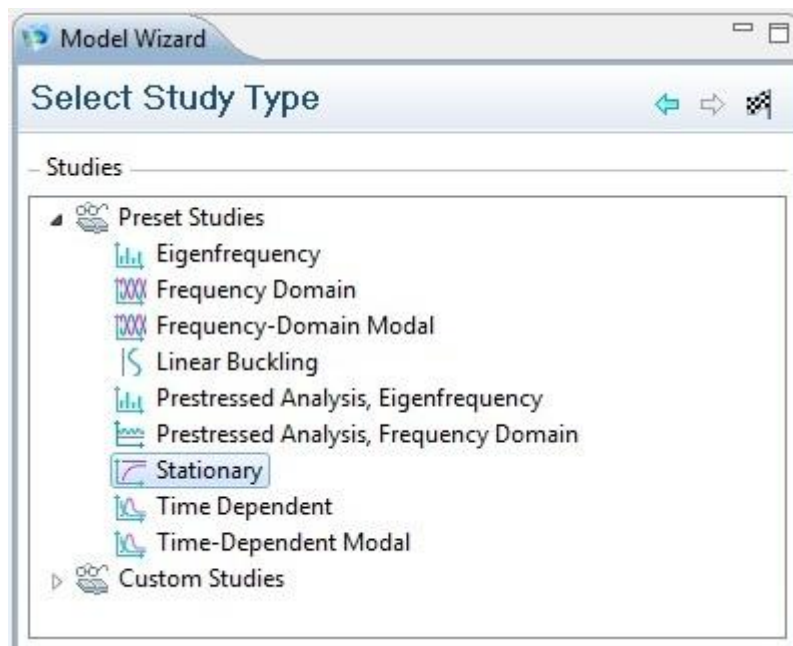 Model Wizard
Select Study Type
Studies
Preset Studies
Eigenfrequency
Frequency Domain
Frequency-Domain Modal
Linear Buckling
Prestressed Analysis, Eigenfrequency
Prestressed Analysis, Frequency Domain
Stationary
Time Dependent
Time-Dependent Modal
Custom Studies